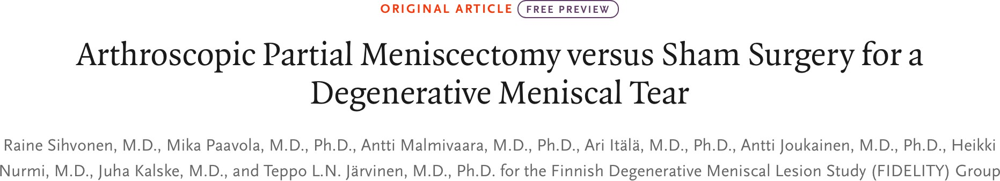 ORIGINAL ARTICLE FREE PREVIEW
Arthroscopic Partial Meniscectomy versus Sham Surgery for a
Degenerative Meniscal Tear
Raine Sihvonen, M.D., Mika Paavola, M.D., Ph.D., Antti Malmivaara, M.D., Ph.D., Ari Itälä, M.D., Ph.D., Antti Joukainen, M.D., Ph.D., Heikki
Nurmi, M.D., Juha Kalske, M.D., and Teppo L.N. Järvinen, M.D., Ph.D. for the Finnish Degenerative Meniscal Lesion Study (FIDELITY) Group